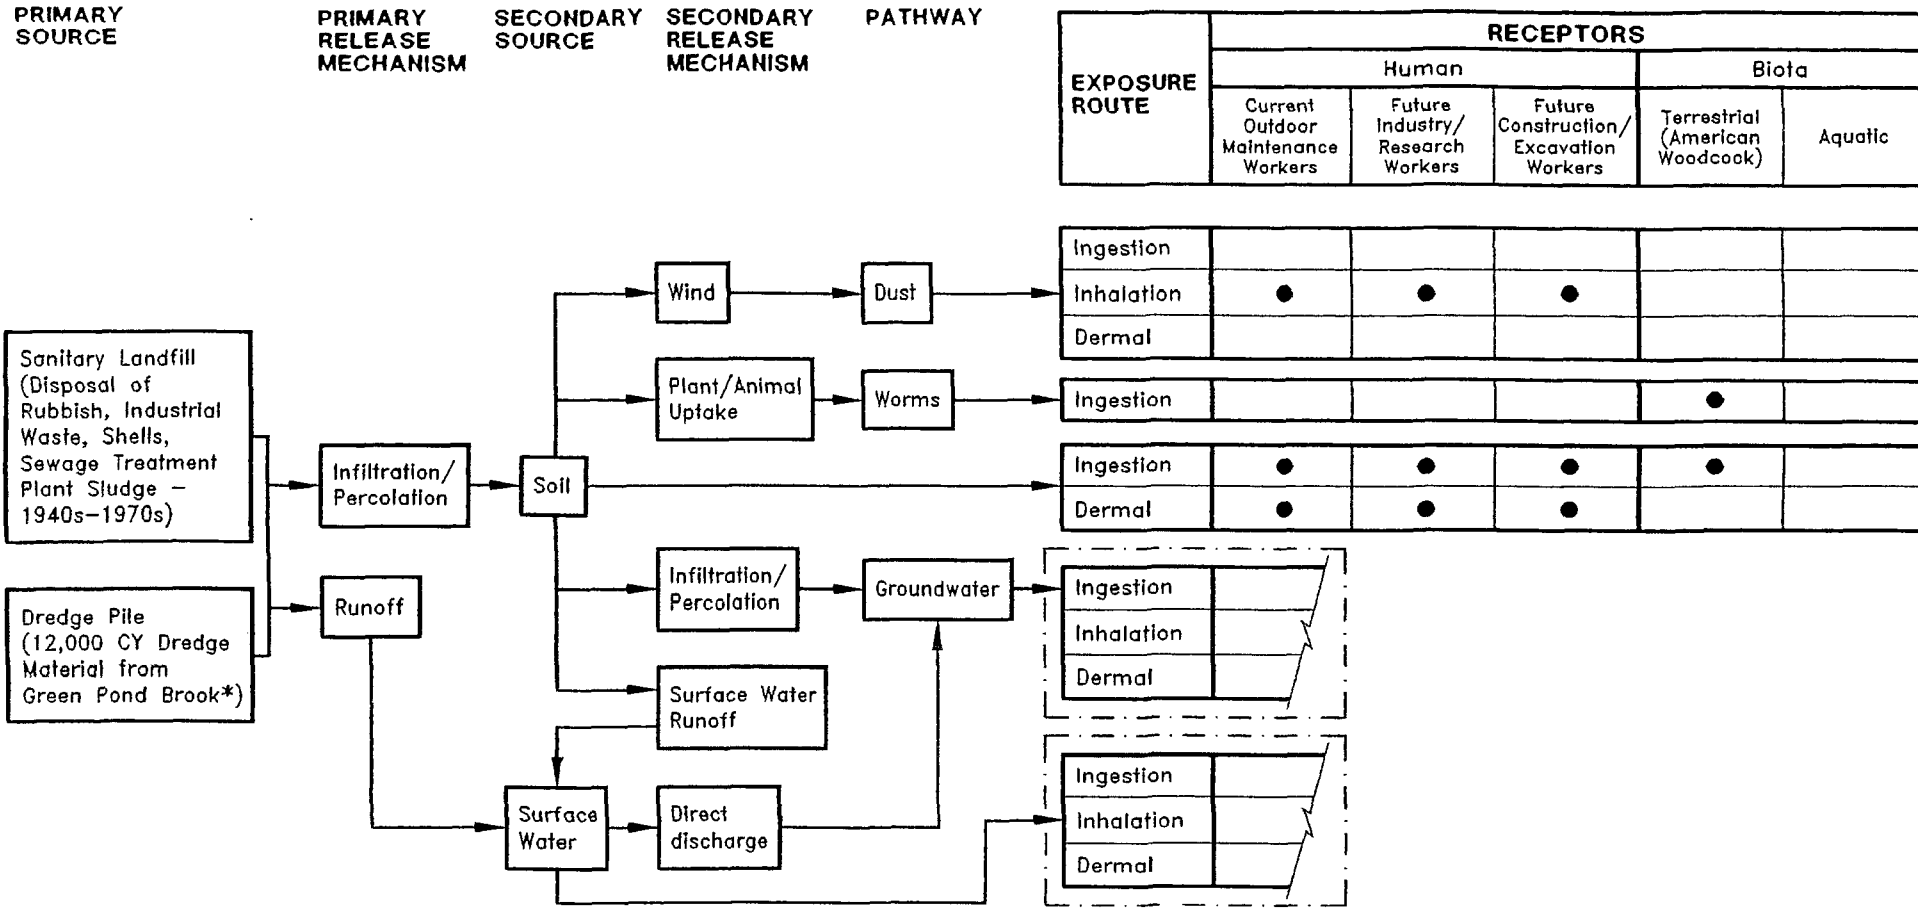 PRIMARY
SOURCE
PRIMARY
RELEASE
MECHANISM
SECONDARY
SOURCE
SECONDARY
RELEASE
MECHANISM
PATHWAY
EXPOSURE
ROUTE
RECEPTORS
Human
Biota
Current
Outdoor
Maintenance
Workers
Future
Industry/
Research
Workers
Future
Construction/
Excavation
Workers
Terrestrial
(American
Woodcock)
Aquatic
Sanitary Landfill
(Disposal of
Rubbish, Industrial
Waste, Shells,
Sewage Treatment
Plant Sludge –
1940s–1970s)
Dredge Pile
(12,000 CY Dredge
Material from
Green Pond Brook*)
Infiltration/
Percolation
Runoff
Soil
Surface
Water
Wind
Plant/Animal
Uptake
Infiltration/
Percolation
Surface Water
Runoff
Direct
discharge
Dust
Worms
Groundwater
Ingestion
Inhalation
Dermal
Ingestion
Ingestion
Dermal
Ingestion
Inhalation
Dermal
Ingestion
Inhalation
Dermal